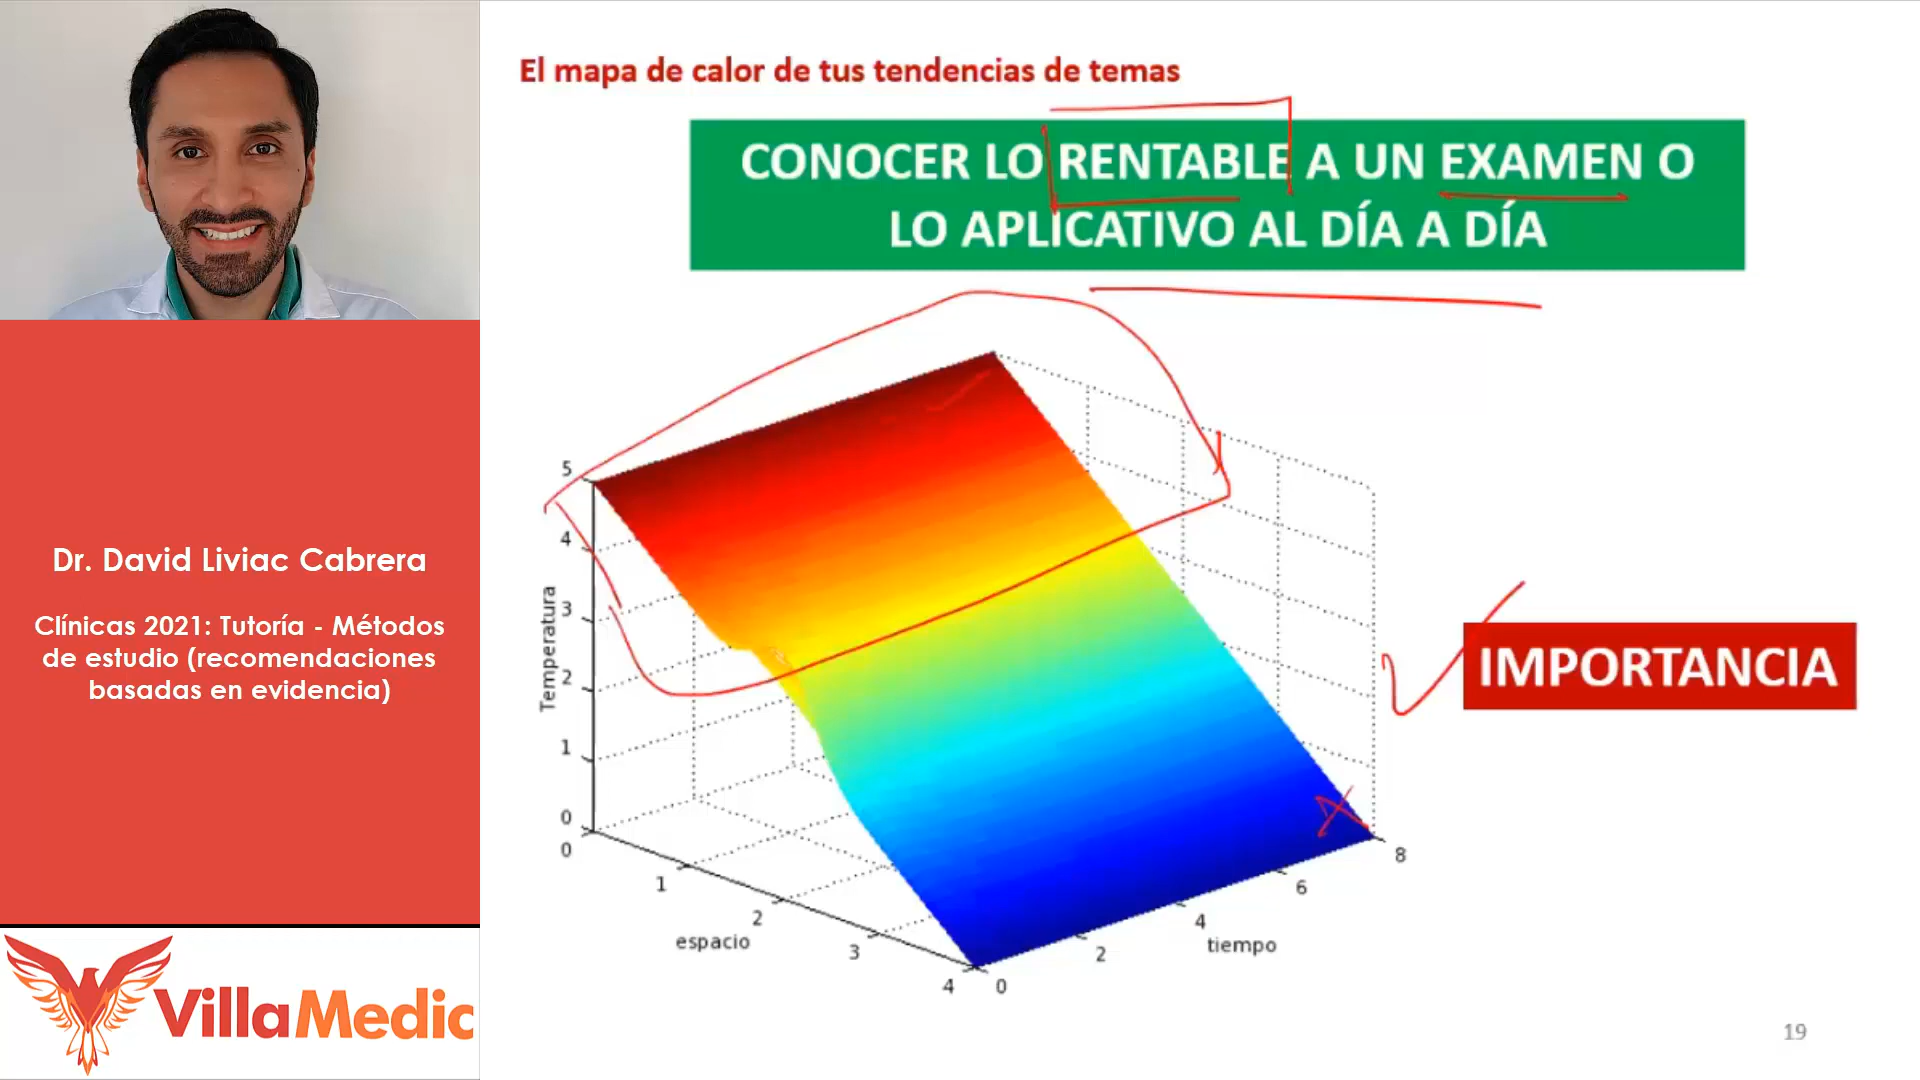 El mapa de calor de tus tendencias de temas
CONOCER LO RENTABLE A UN EXAMEN O
LO APLICATIVO AL DÍA A DÍA
Dr. David Liviac Cabrera
Clínicas 2021: Tutoría - Métodos
de estudio (recomendaciones
basadas en evidencia)
VillaMedic
Temperatura
5
4
3
2
1
0
0
1
2
3
4
espacio
0
2
4
6
8
tiempo
IMPORTANCIA
19